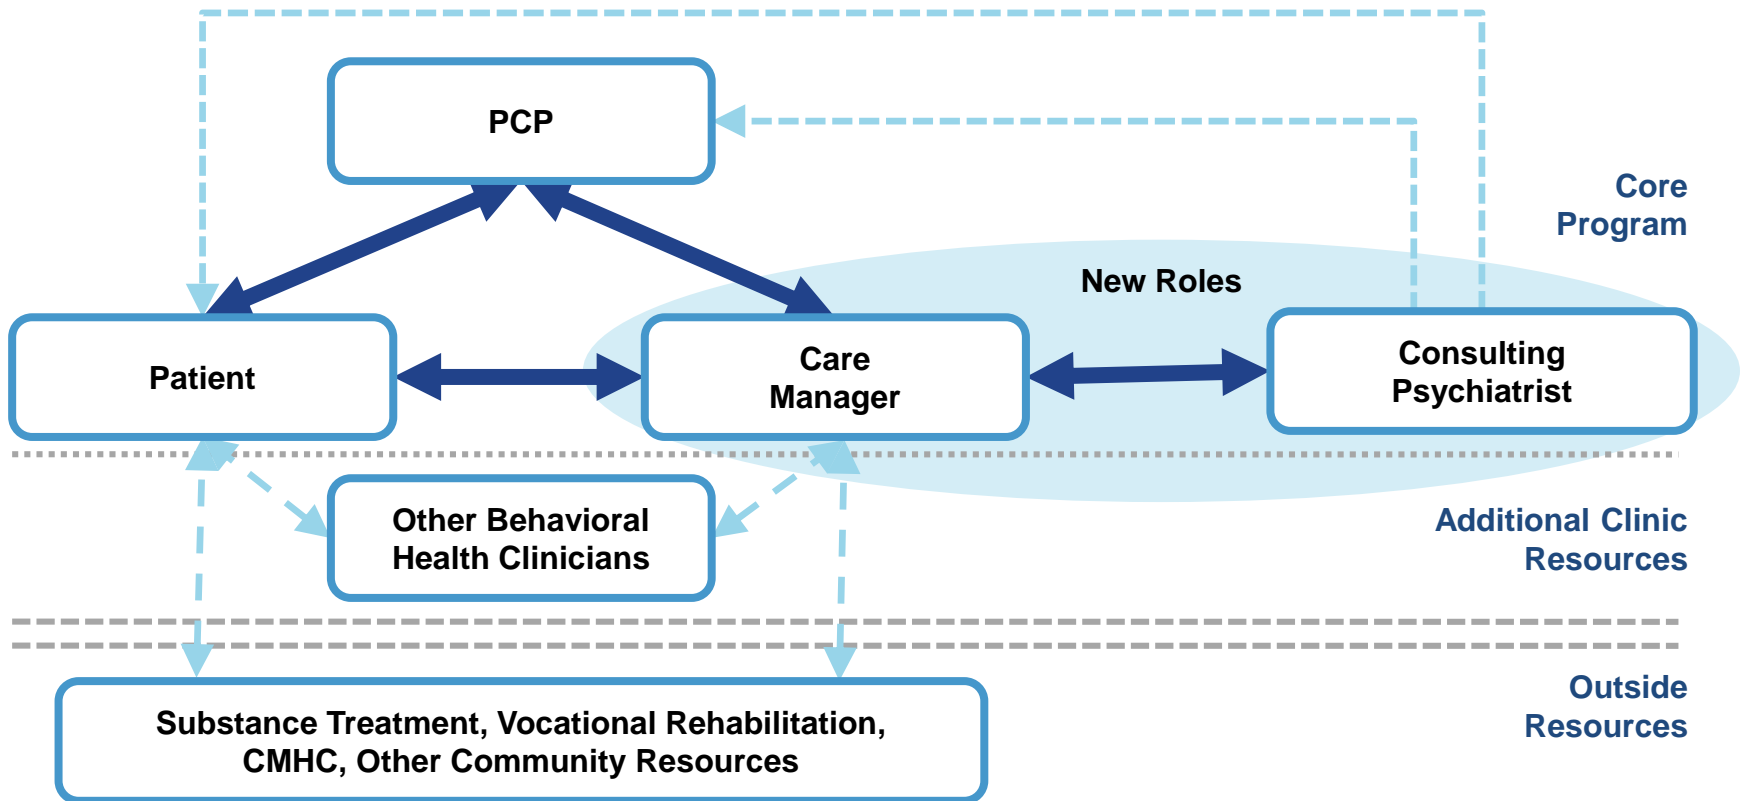 PCP
Core
Program
New Roles
Patient
Care
Manager
Consulting
Psychiatrist
Other Behavioral
Health Clinicians
Additional Clinic
Resources
Outside
Resources
Substance Treatment, Vocational Rehabilitation,
CMHC, Other Community Resources